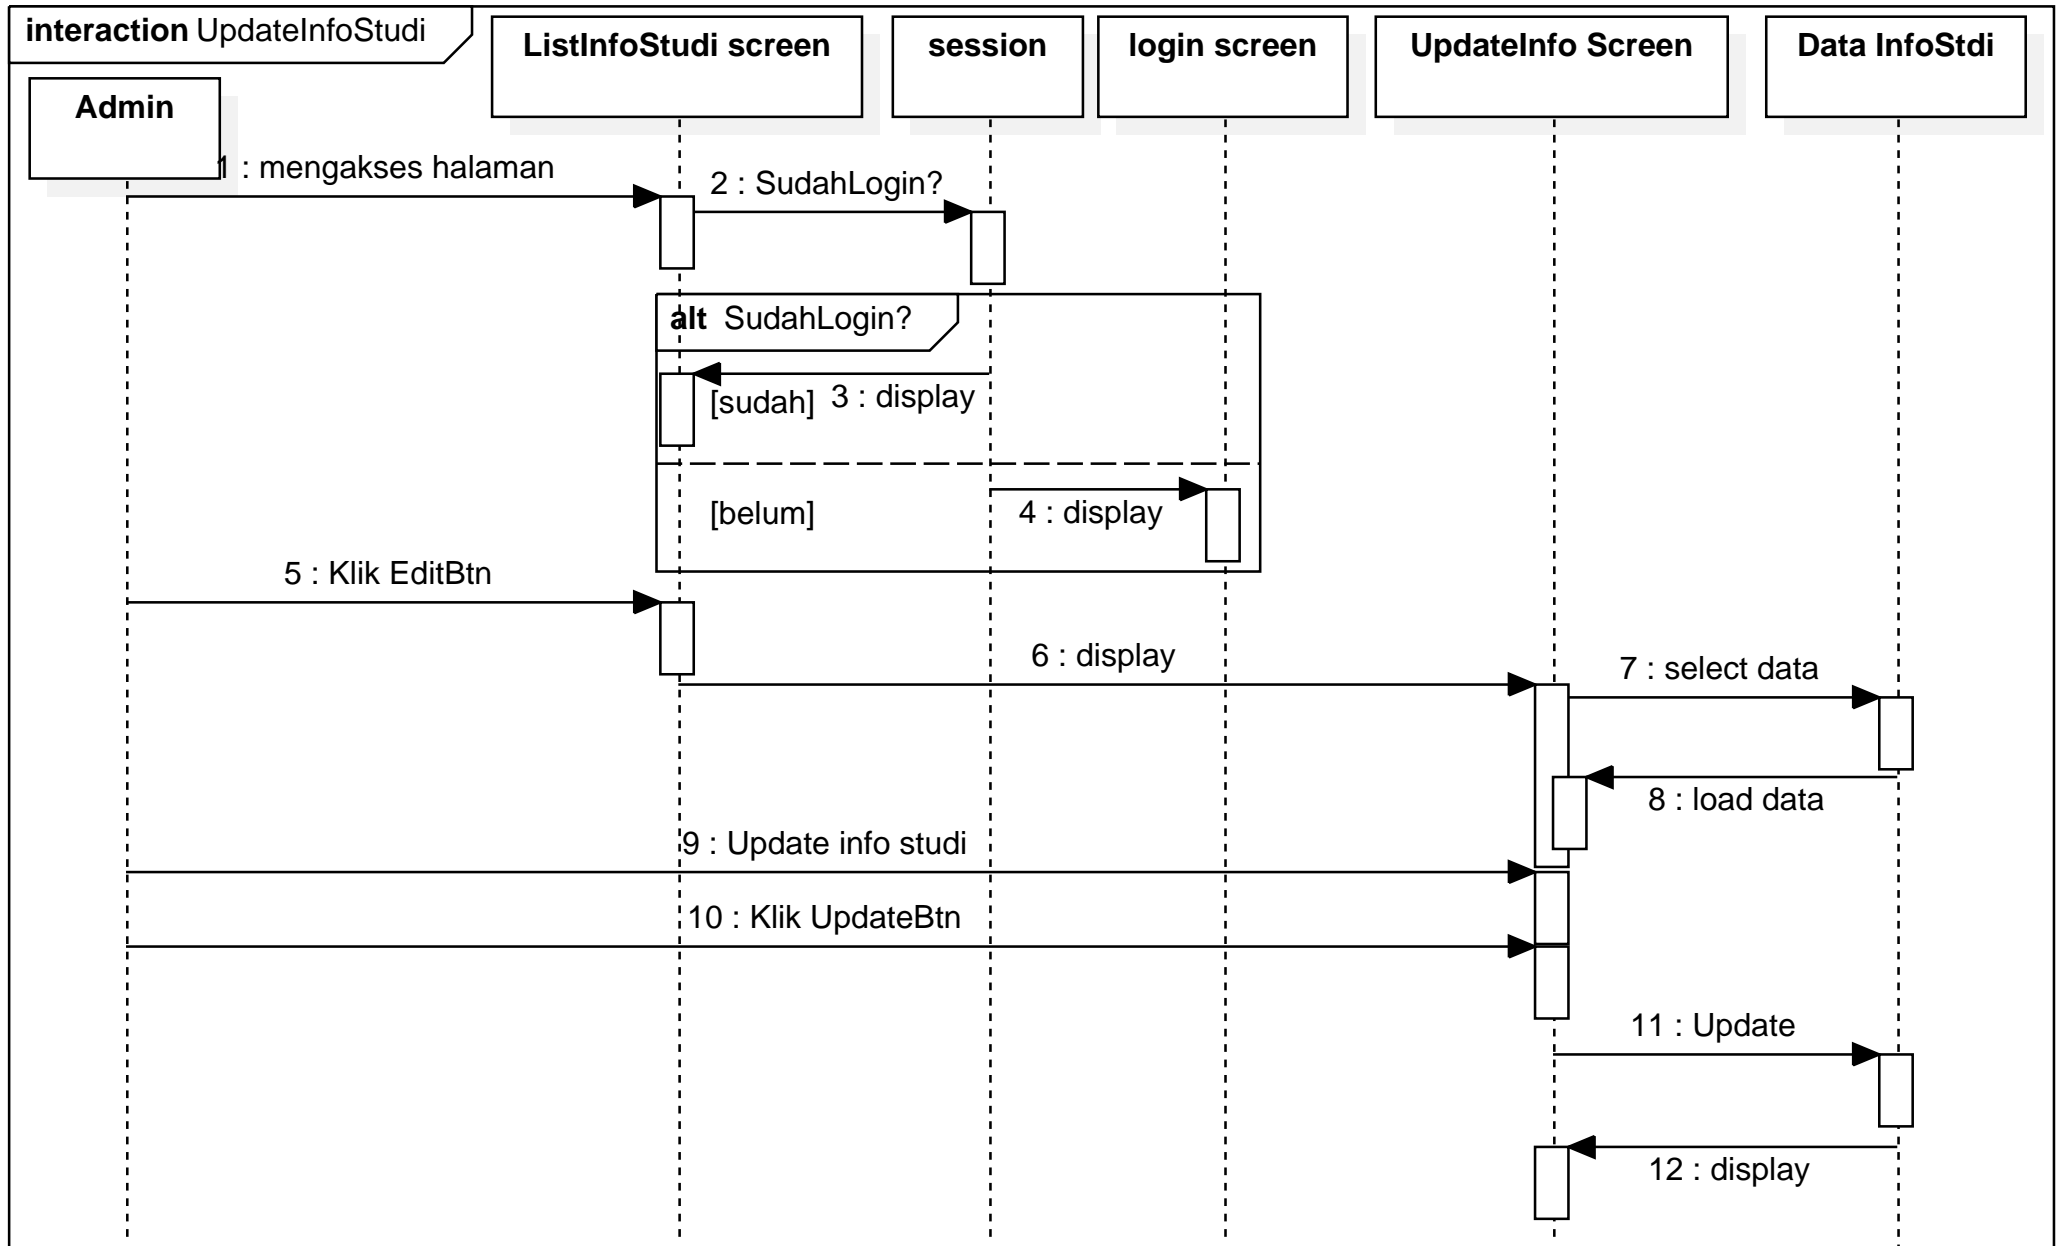 interaction UpdateInfoStudi
ListInfoStudi screen
session
login screen
UpdateInfo Screen
Data InfoStdi
Admin
1 : mengakses halaman
2 : SudahLogin?
alt SudahLogin?
[sudah]
3 : display
[belum]
4 : display
5 : Klik EditBtn
6 : display
7 : select data
8 : load data
9 : Update info studi
10 : Klik UpdateBtn
11 : Update
12 : display